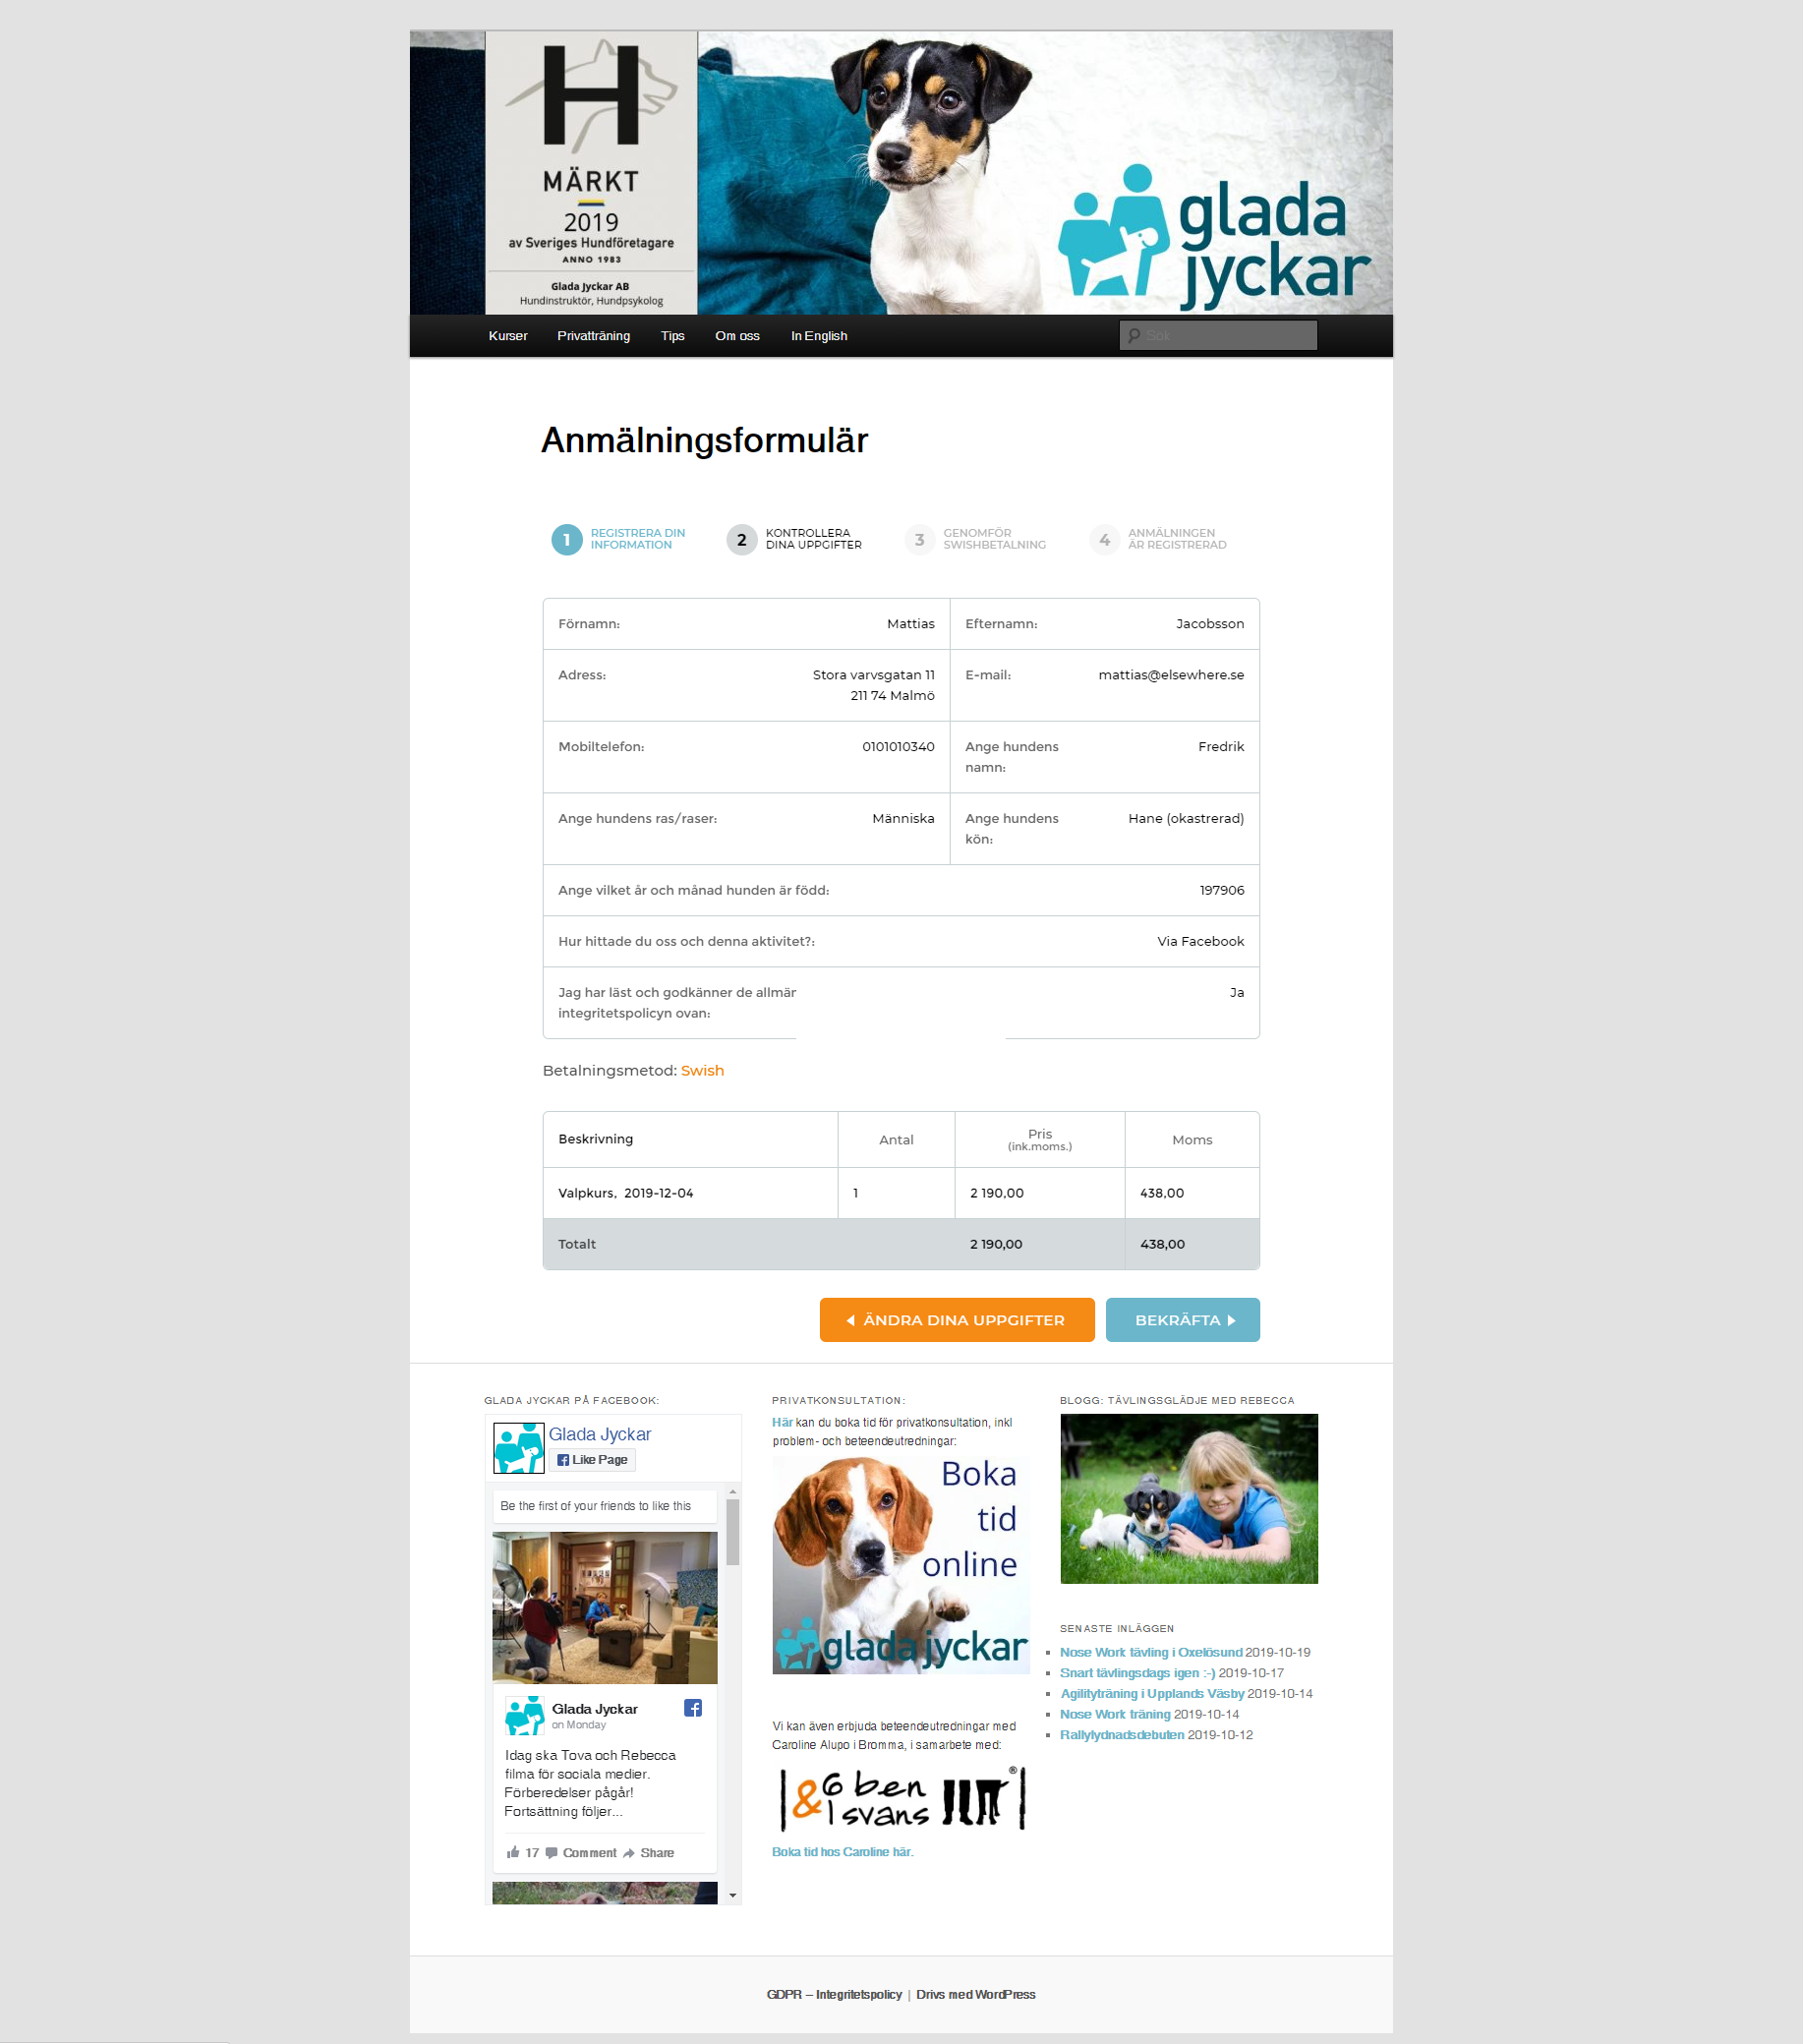 H
MÄRKT
2019
av Sveriges Hundföretagare
ANNO 1983
Glada Jyckar AB
Hundinstruktör, Hundpsykolog
glada
jyckar
Kurser Privatträning Tips Om oss In English
Sök
Anmälningsformulär
1 REGISTRERA DIN
INFORMATION
2 KONTROLLERA
DINA UPPGIFTER
3 GENOMFÖR
SWISHBETALNING
4 ANMÄLNINGEN
ÄR REGISTRERAD
Förnamn: Mattias Efternamn: Jacobsson
Adress: Stora varvsgatan 11
211 74 Malmö
E-mail: mattias@elsewhere.se
Mobiltelefon: 0101010340
Ange hundens Fredrik
namn:
Ange hundens ras/raser: Människa
Ange hundens Hane (okastrerad)
kön:
Ange vilket år och månad hunden är född: 197906
Hur hittade du oss och denna aktivitet?: Via Facebook
Jag har läst och godkänner de Ja
integritetspolicyn ovan:
Betalningsmetod: Swish
Beskrivning Antal Pris Moms
(ink.moms.)
Valpkurs, 2019-12-04 1 2 190,00 438,00
Totalt 2 190,00 438,00
ÄNDRA DINA UPPGIFTER BEKRÄFTA
GLADA JYCKAR PÅ FACEBOOK:
Glada Jyckar
Like Page
Be the first of your friends to like this
Glada Jyckar
on Monday
Idag ska Tova och Rebecca
filma för sociala medier.
Förberedelser pågår!
Fortsättning följer...
17 Comment Share
PRIVATKONSULTATION:
Här kan du boka tid för privatkonsultation, inkl
problem- och beteendeutredningar:
Boka
tid
online
glada jyckar
Vi kan även erbjuda beteendeutredningar med
Caroline Alupo i Bromma, i samarbete med:
&6 ben ®
1 svans
Boka tid hos Caroline här.
BLOGG: TÄVLINGSGLÄDJE MED REBECCA
SENASTE INLÄGGEN
Nose Work tävling i Oxelösund 2019-10-19
Snart tävlingsdags igen :-) 2019-10-17
Agilityträning i Upplands Väsby 2019-10-14
Nose Work träning 2019-10-14
Rallylydnadsdebuten 2019-10-12
GDPR – Integritetspolicy | Drivs med WordPress